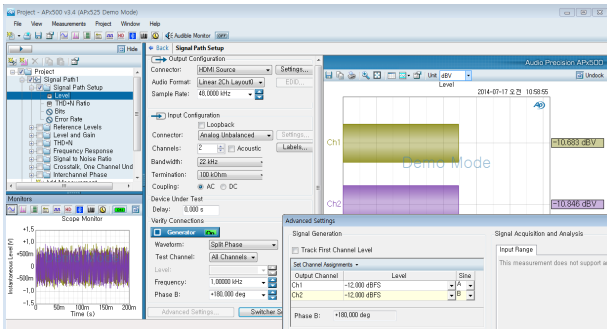 Project - APx500 v3.4 (APx525 Demo Mode)
File View Measurements Project Window Help
Audible Monitor OFF
Hide
Project
Signal Path1
Signal Path Setup
Level
THD+N Ratio
Bits
Error Rate
Reference Levels
Level and Gain
THD+N
Frequency Response
Signal to Noise Ratio
Crosstalk, One Channel Und
Interchannel Phase
Monitors
Scope Monitor
Instantaneous Level (V)
+1,5
+1,0
+500m
0
-500m
-1,0
-1,5
0 50m 100m 150m 200m
Time (s)
Back Signal Path Setup
Output Configuration
Connector: HDMI Source Settings...
Audio Format: Linear 2Ch Layout0 EDID...
Sample Rate: 48.0000 kHz
Input Configuration
Loopback
Connector: Analog Unbalanced Settings...
Channels: 2 Acoustic Labels...
Bandwidth: 22 kHz
Termination: 100 kOhm
Coupling: AC DC
Device Under Test
Delay: 0.000 s
Verify Connections
Generator On
Waveform: Split Phase
Test Channel: All Channels
Level:
Frequency: 1,00000 kHz
Phase B: +180,000 deg
Advanced Settings... Switcher S
Audio Precision APx500
Unit dBV Undock
Level
2014-07-17 오전 10:58:55
AP
Ch1
-10.683 dBV
Demo Mode
Ch2
-10.846 dBV
Advanced Settings
Signal Generation
Track First Channel Level
Set Channel Assignments
Output Channel Level Sine
Ch1 -12,000 dBFS A
Ch2 -12,000 dBFS B
Phase B: +180,000 deg
Signal Acquisition and Analysis
Input Range
This measurement does not support a